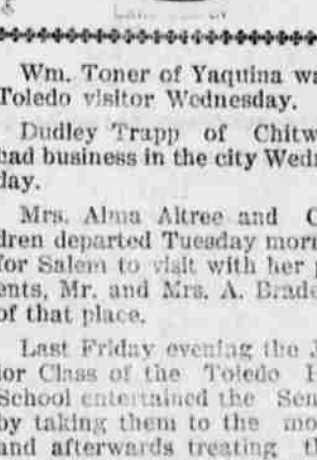 Wm. Toner of Yaquina wa
Toledo visitor Wednesday.
Dudley Trapp of Chitw
had business in the city Wedn
day.
Mrs. Alma Altree and C
dren departed Tuesday morn
for Salem to visit with her p
ents, Mr. and Mrs. A. Brade
of that place.
Last Friday evening the J
ior Class of the Toledo H
School entertained the Sen
by taking them to the mo
and afterwards treating th